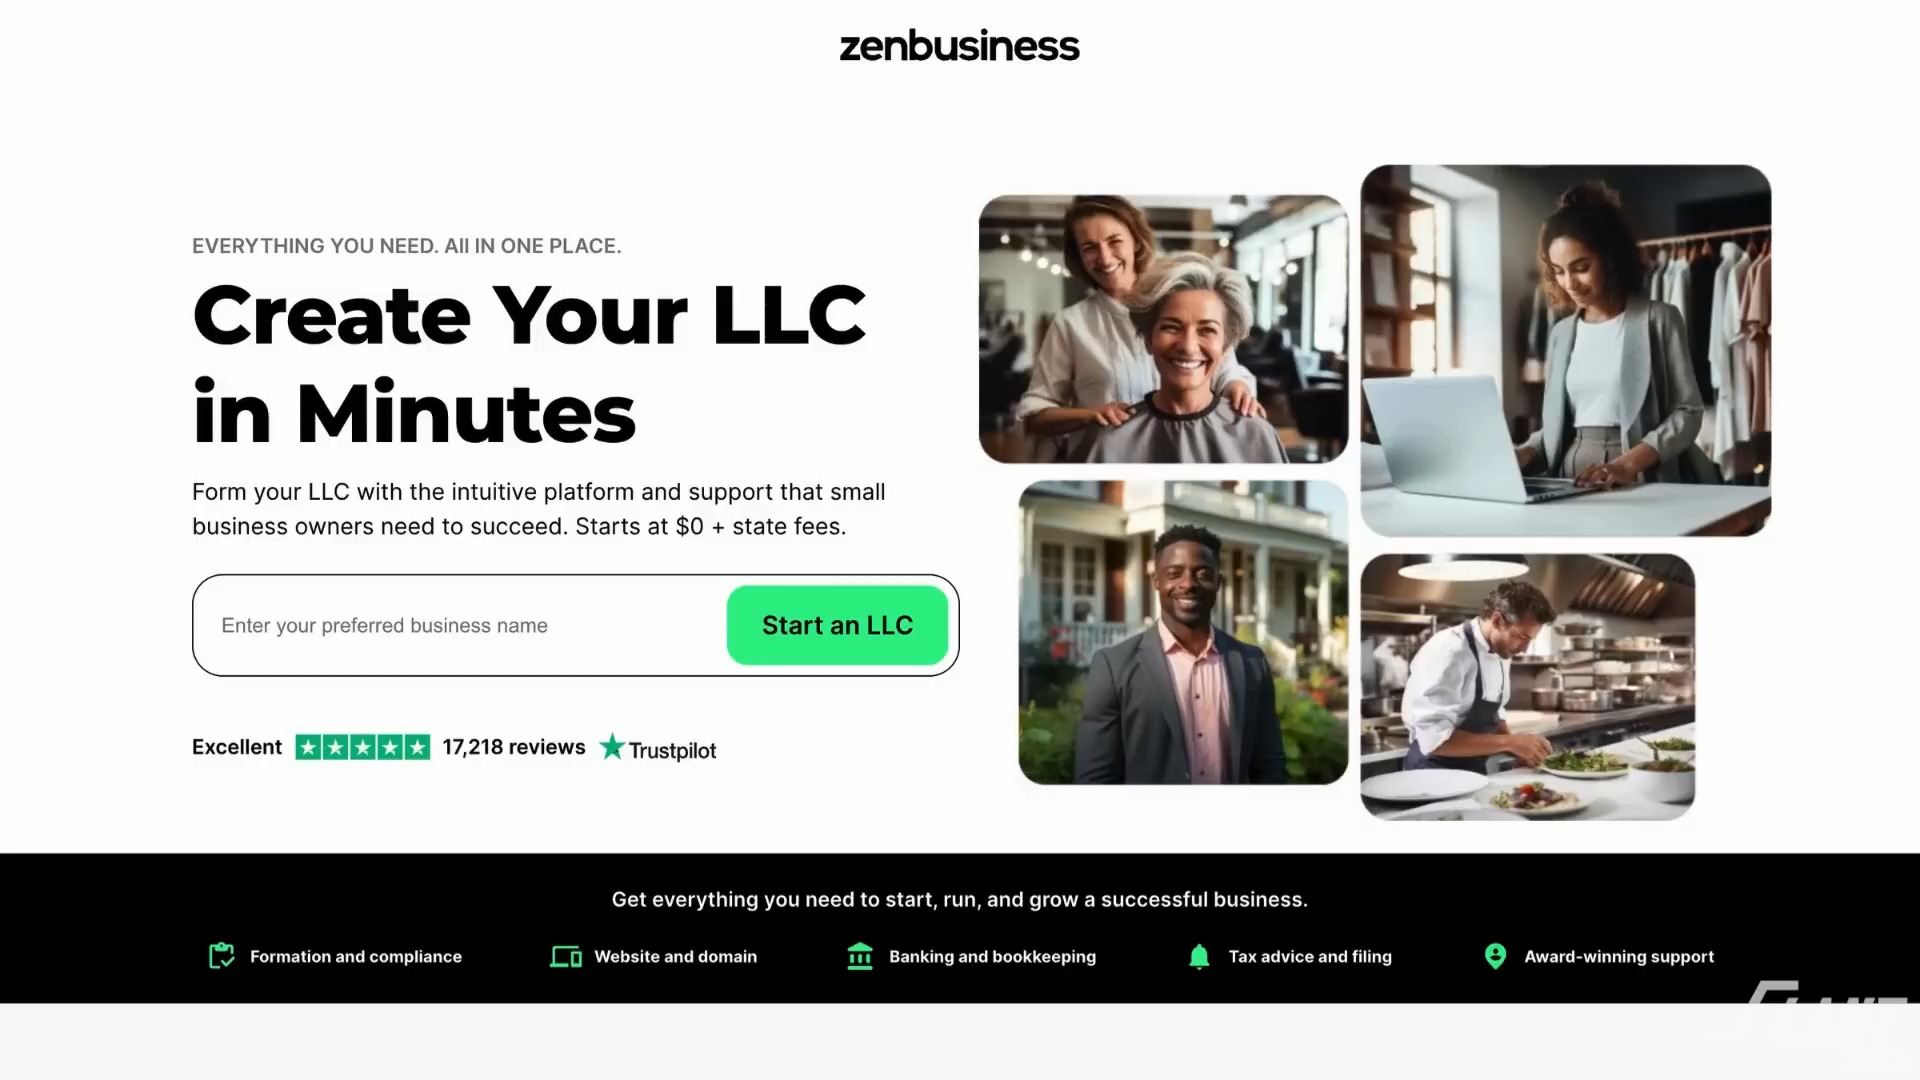 zenbusiness
EVERYTHING YOU NEED. All IN ONE PLACE.
Create Your LLC
in Minutes
Form your LLC with the intuitive platform and support that small
business owners need to succeed. Starts at $0 + state fees.
Enter your preferred business name
Start an LLC
Excellent
17,218 reviews
Trustpilot
Get everything you need to start, run, and grow a successful business.
Formation and compliance
Website and domain
Banking and bookkeeping
Tax advice and filing
Award-winning support